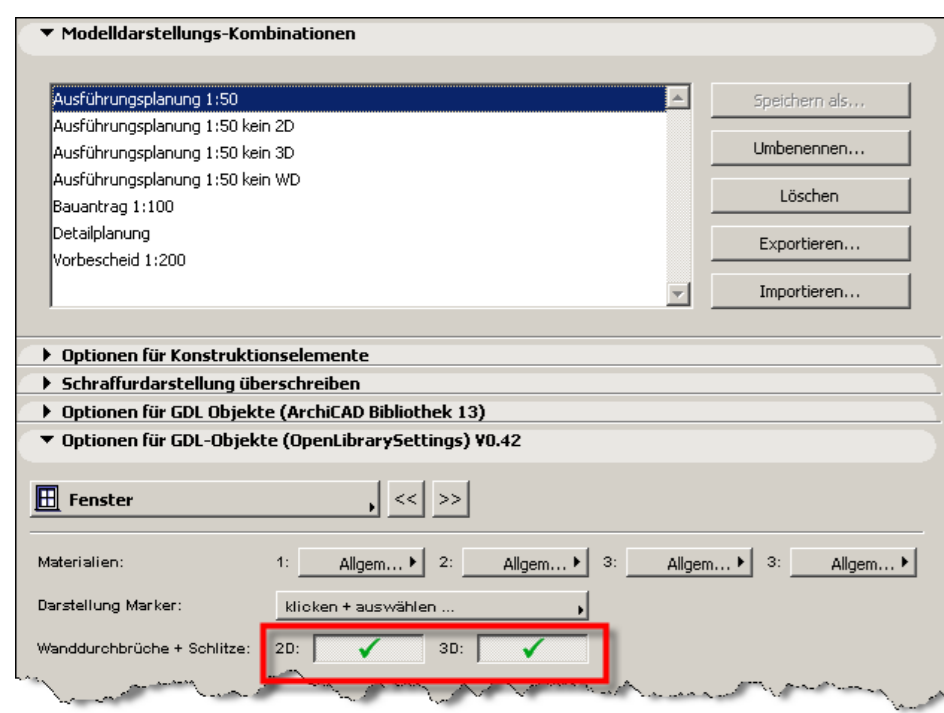 Modelldarstellungs-Kombinationen
Ausführungsplanung 1:50
Speichern als...
Ausführungsplanung 1:50 kein 2D
Ausführungsplanung 1:50 kein 3D
Umbenennen...
Ausführungsplanung 1:50 kein WD
Löschen
Bauantrag 1:100
Detailplanung
Exportieren...
Vorbescheid 1:200
Importieren...
Optionen für Konstruktionselemente
Schraffurdarstellung überschreiben
Optionen für GDL Objekte (ArchiCAD Bibliothek 13)
Optionen für GDL-Objekte (OpenLibrarySettings) V0.42
Fenster << >>
Materialien: 1: Allgem... 2: Allgem... 3: Allgem... 3: Allgem...
Darstellung Marker: klicken + auswählen ...
Wanddurchbrüche + Schlitze: 2D: 3D: